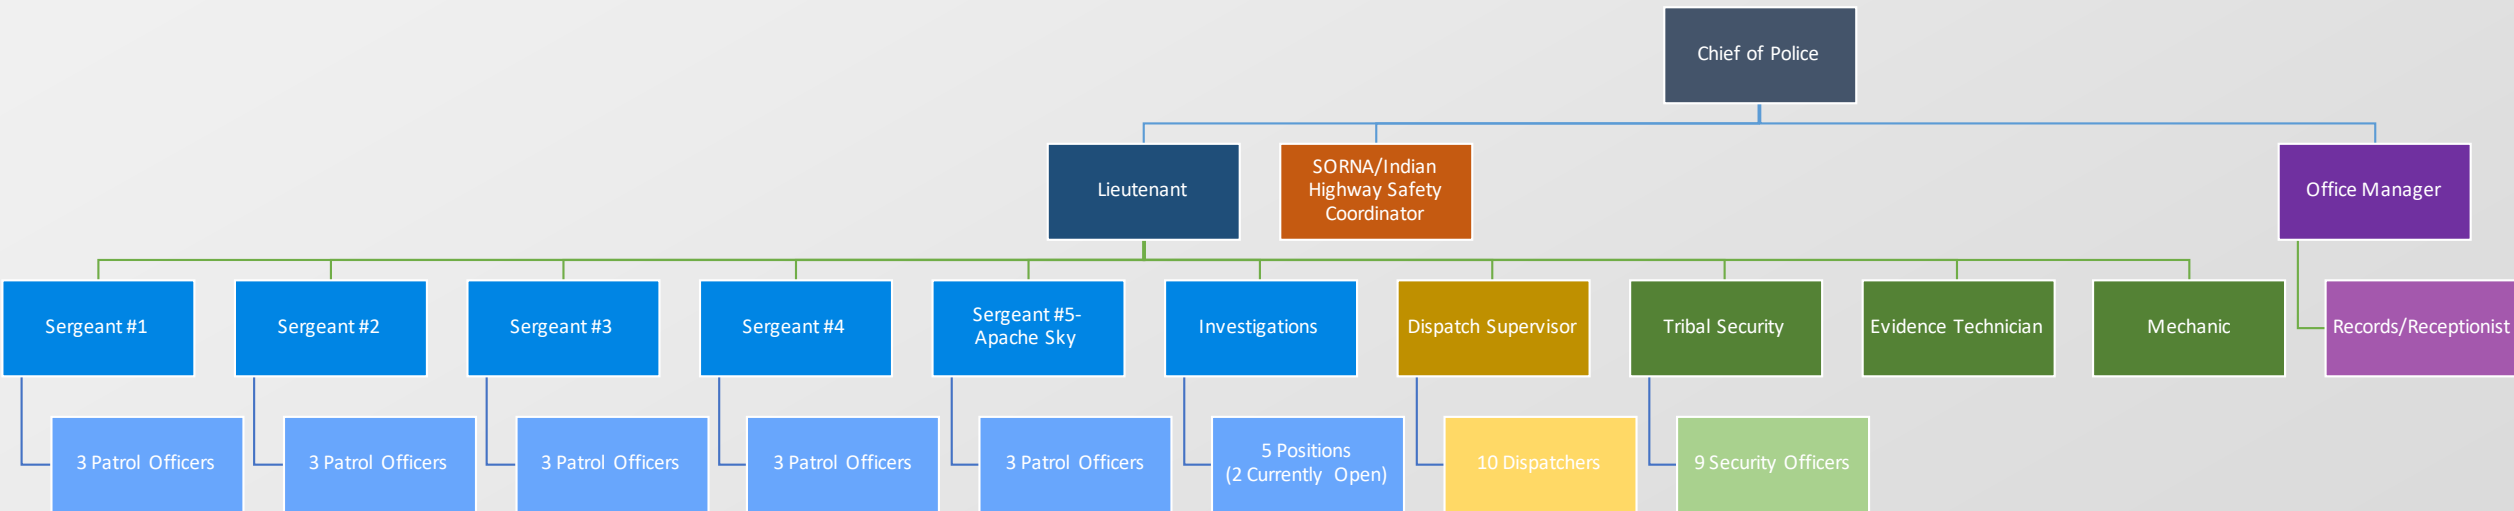 Chief of Police
Lieutenant
SORNA/Indian
Highway Safety
Coordinator
Office Manager
Sergeant #1
Sergeant #2
Sergeant #3
Sergeant #4
Sergeant #5-
Apache Sky
Investigations
Dispatch Supervisor
Tribal Security
Evidence Technician
Mechanic
Records/Receptionist
3 Patrol Officers
3 Patrol Officers
3 Patrol Officers
3 Patrol Officers
3 Patrol Officers
5 Positions
(2 Currently Open)
10 Dispatchers
9 Security Officers